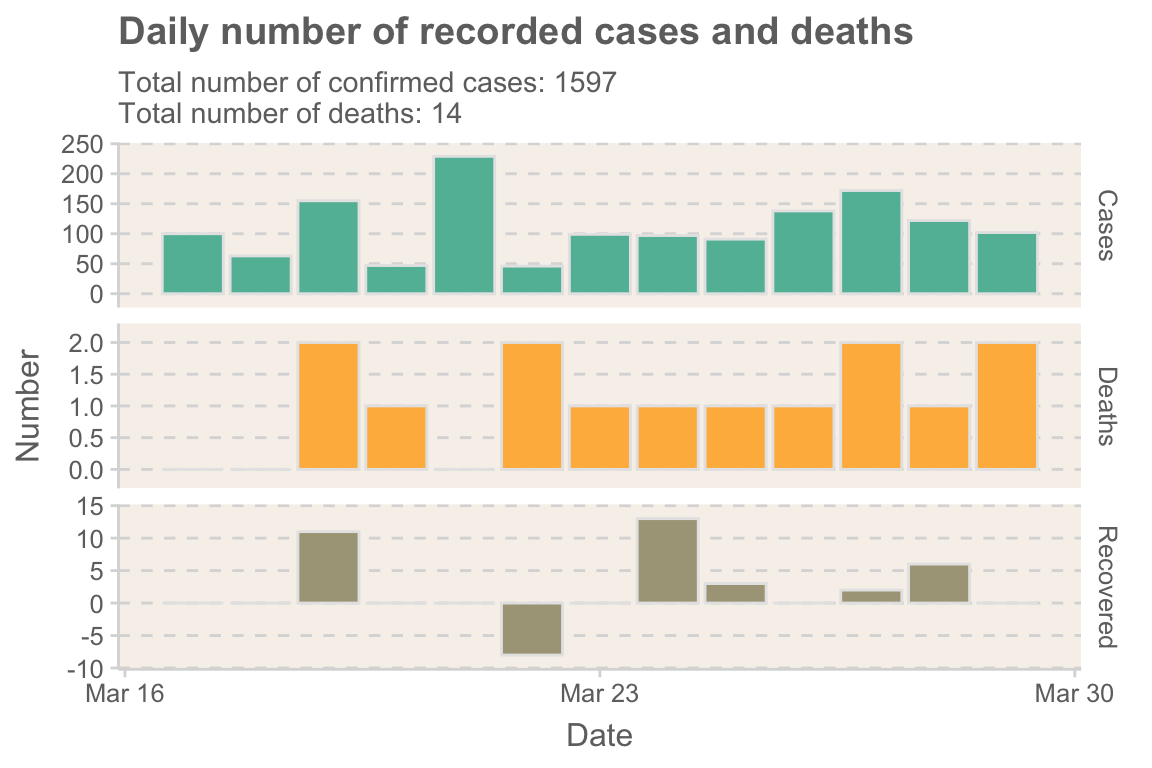 Daily number of recorded cases and deaths
Total number of confirmed cases: 1597
Total number of deaths: 14
250
200
150
100
50
0
Cases
Number
2.0
1.5
1.0
0.5
0.0
Deaths
15
10
5
0
-5
-10
Recovered
Mar 16
Mar 23
Mar 30
Date